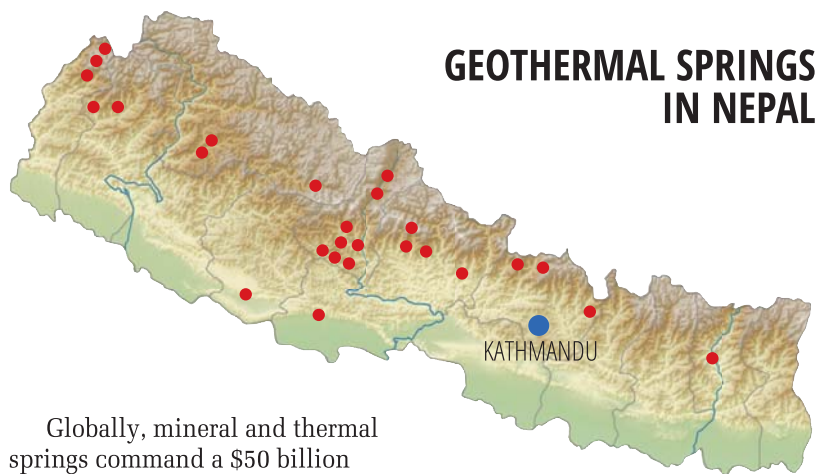 GEOTHERMAL SPRINGS
IN NEPAL
KATHMANDU
Globally, mineral and thermal
springs command a $50 billion